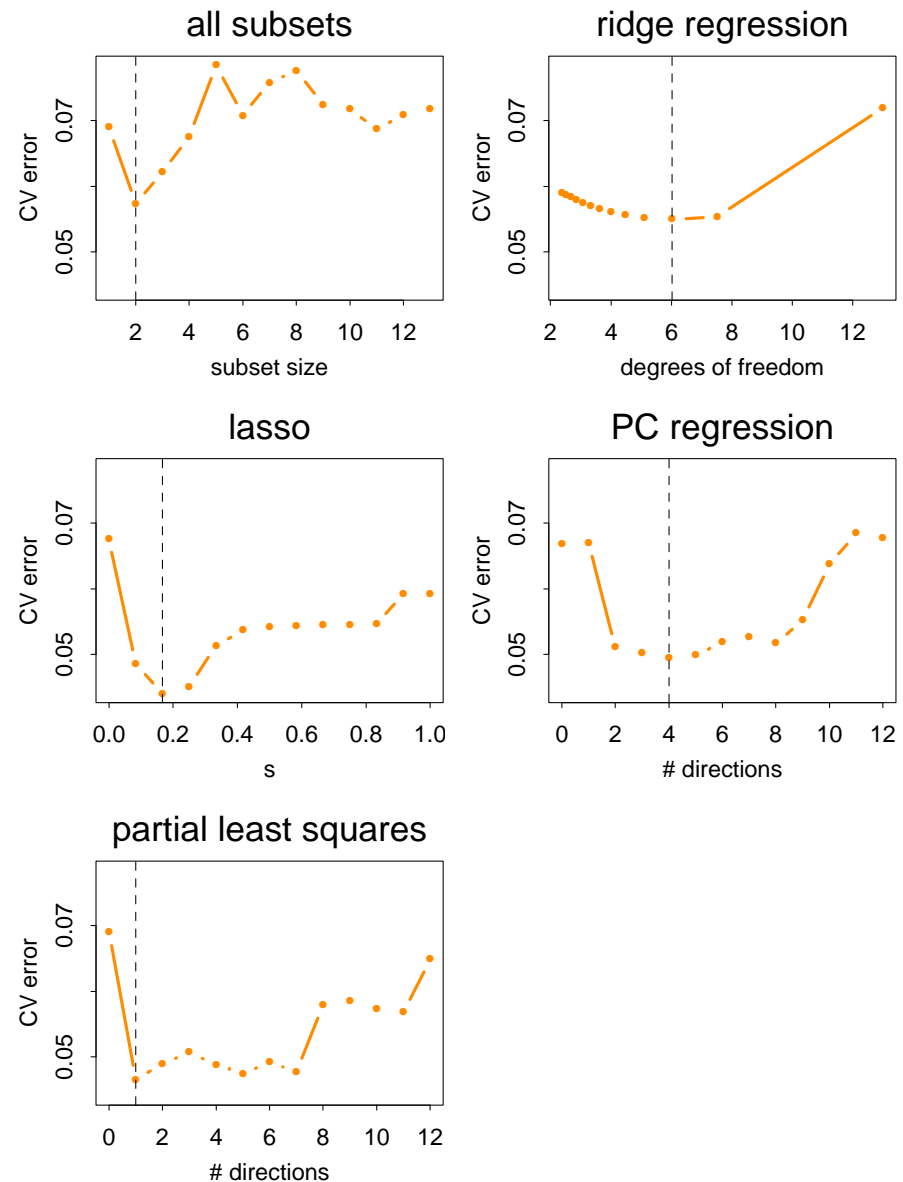 all subsets
CV error
0.05 0.07
2 4 6 8 10 12
subset size
ridge regression
CV error
0.05 0.07
2 4 6 8 10 12
degrees of freedom
lasso
CV error
0.05 0.07
0.0 0.2 0.4 0.6 0.8 1.0
s
PC regression
CV error
0.05 0.07
0 2 4 6 8 10 12
# directions
partial least squares
CV error
0.05 0.07
0 2 4 6 8 10 12
# directions